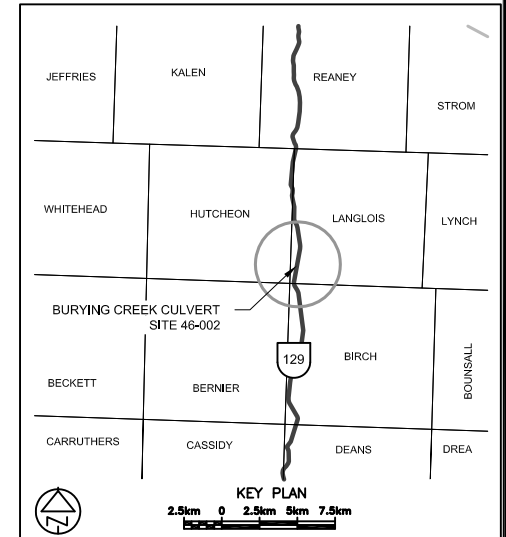 JEFFRIES
KALEN
REANEY
STROM
WHITEHEAD
HUTCHEON
LANGLOIS
LYNCH
BURYING CREEK CULVERT
SITE 46-002
129
BIRCH
BOUNSALL
BECKETT
BERNIER
CARRUTHERS
CASSIDY
DEANS
DREA
N
KEY PLAN
2.5km 0 2.5km 5km 7.5km